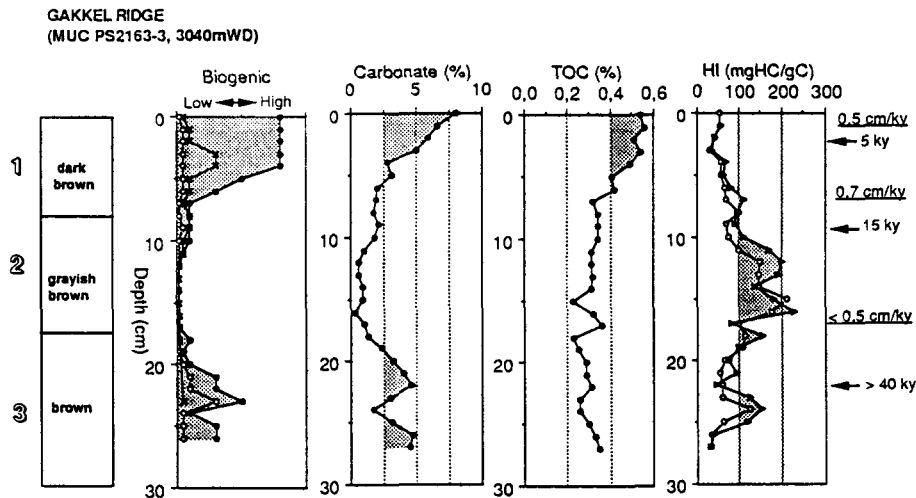 GAKKEL RIDGE
(MUC PS2163-3, 3040mWD)
Biogenic
Low High
Carbonate (%)
0 5 10
TOC (%)
0,0 0,2 0,4 0,6
HI (mgHC/gC)
0 100 200 300
Depth (cm)
0
10
20
30
0
10
20
30
0
10
20
30
0
10
20
30
1
dark
brown
2
grayish
brown
3
brown
0.5 cm/ky
5 ky
0.7 cm/ky
15 ky
< 0.5 cm/ky
> 40 ky